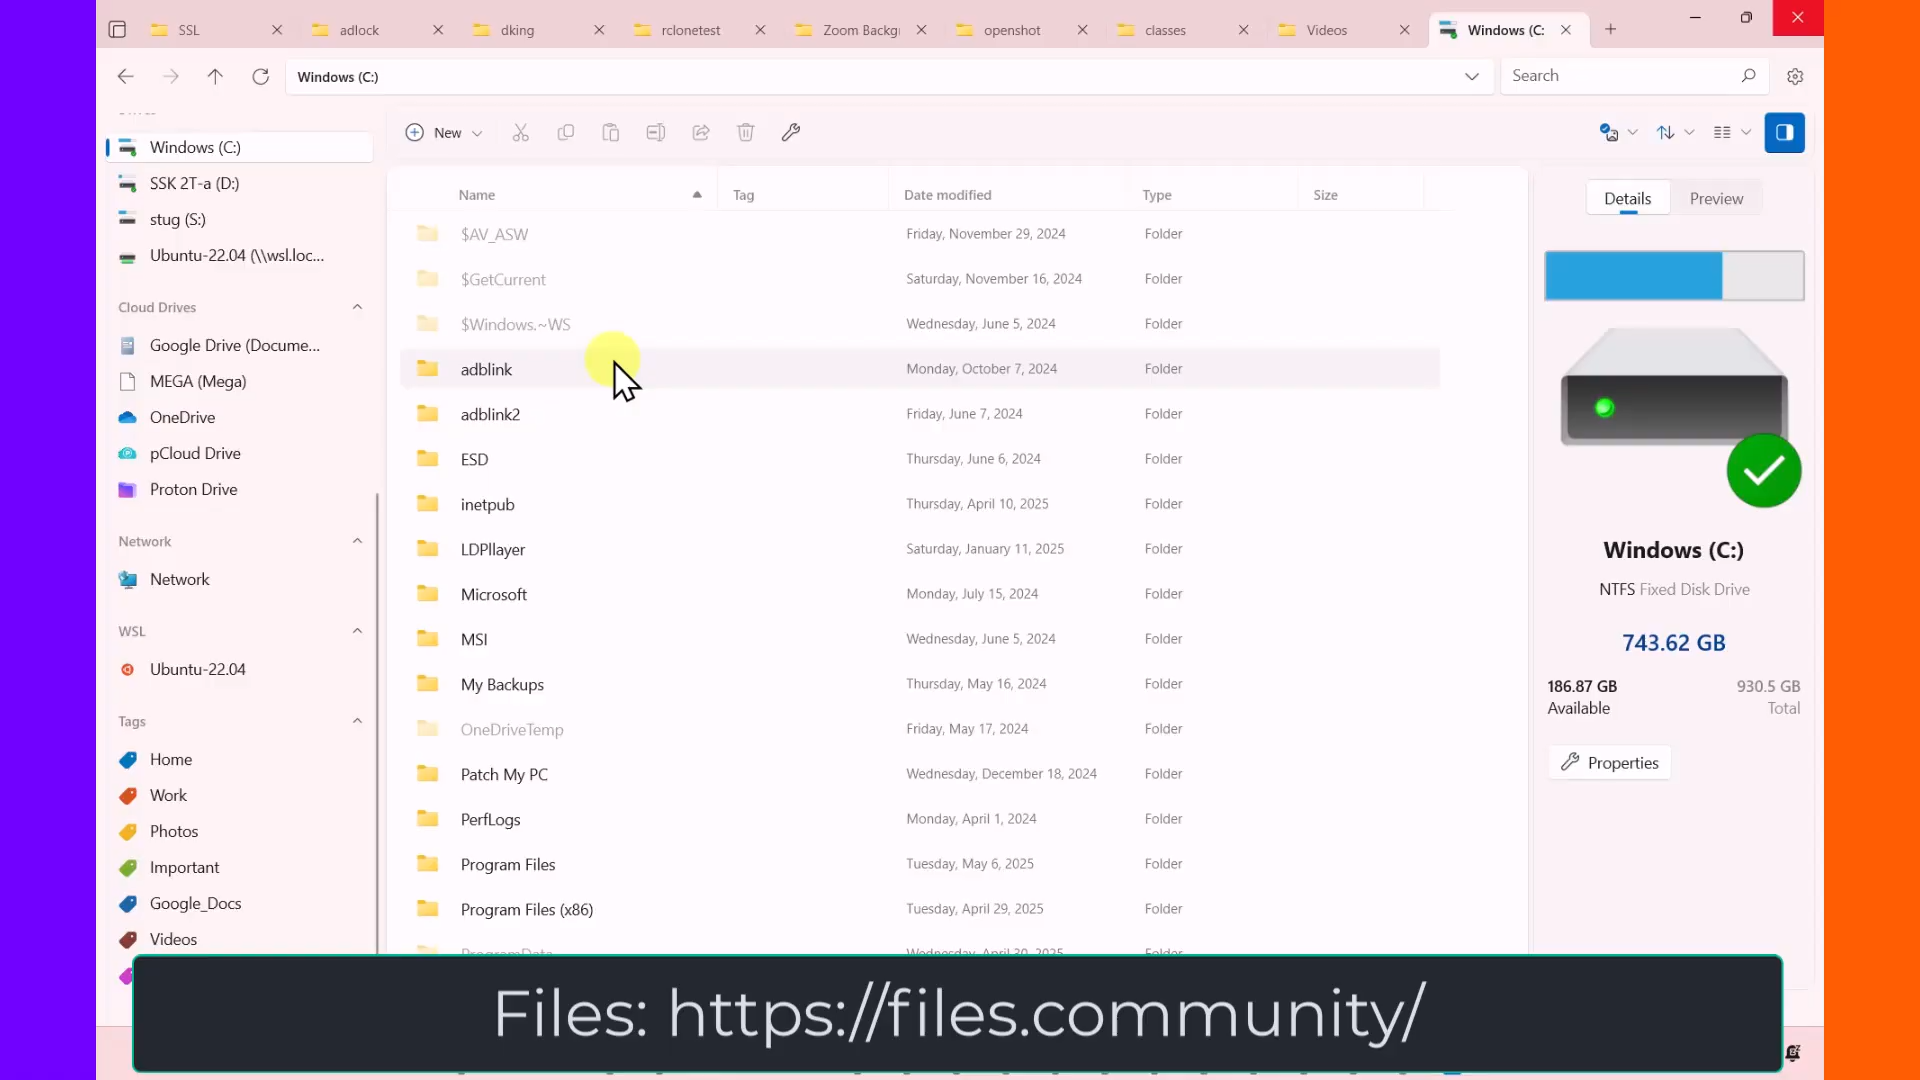 SSL
adlock
dking
rclonetest
Zoom Backg
openshot
classes
Videos
Windows (C:
Windows (C:)
Search
Windows (C:)
SSK 2T-a (D:)
stug (S:)
Ubuntu-22.04 (\\wsl.loc...
Cloud Drives
Google Drive (Docume...
MEGA (Mega)
OneDrive
pCloud Drive
Proton Drive
Network
Network
WSL
Ubuntu-22.04
Tags
Home
Work
Photos
Important
Google_Docs
Videos
New
Name Tag Date modified Type Size
$AV_ASW Friday, November 29, 2024 Folder
$GetCurrent Saturday, November 16, 2024 Folder
$Windows.~WS Wednesday, June 5, 2024 Folder
adblink Monday, October 7, 2024 Folder
adblink2 Friday, June 7, 2024 Folder
ESD Thursday, June 6, 2024 Folder
inetpub Thursday, April 10, 2025 Folder
LDPllayer Saturday, January 11, 2025 Folder
Microsoft Monday, July 15, 2024 Folder
MSI Wednesday, June 5, 2024 Folder
My Backups Thursday, May 16, 2024 Folder
OneDriveTemp Friday, May 17, 2024 Folder
Patch My PC Wednesday, December 18, 2024 Folder
PerfLogs Monday, April 1, 2024 Folder
Program Files Tuesday, May 6, 2025 Folder
Program Files (x86) Tuesday, April 29, 2025 Folder
ProgramData Wednesday, April 30, 2025 Folder
Details Preview
Windows (C:)
NTFS Fixed Disk Drive
743.62 GB
186.87 GB 930.5 GB
Available Total
Properties
Files: https://files.community/